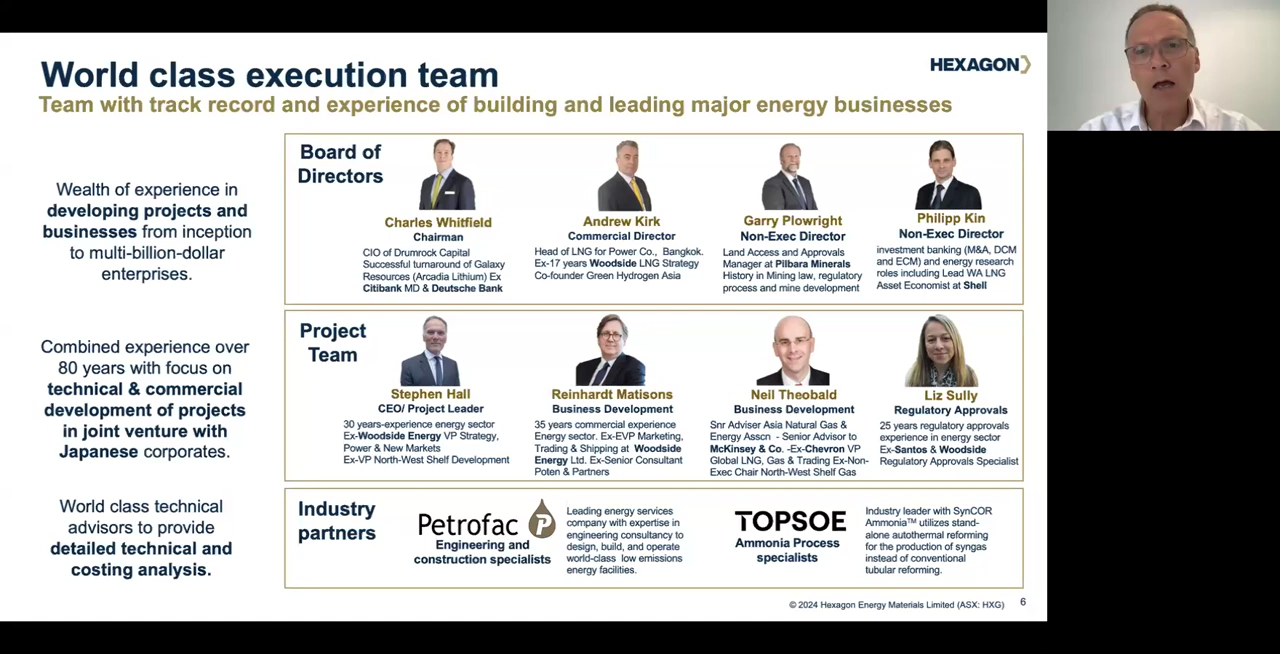 World class execution team
HEXAGON
Team with track record and experience of building and leading major energy businesses
Wealth of experience in
developing projects and
businesses from inception
to multi-billion-dollar
enterprises.
Combined experience over
80 years with focus on
technical & commercial
development of projects
in joint venture with
Japanese corporates.
World class technical
advisors to provide
detailed technical and
costing analysis.
Board of
Directors
Charles Whitfield
Chairman
CIO of Drumrock Capital
Successful turnaround of Galaxy
Resources (Arcadia Lithium) Ex
Citibank MD & Deutsche Bank
Andrew Kirk
Commercial Director
Head of LNG for Power Co., Bangkok.
Ex-17 years Woodside LNG Strategy
Co-founder Green Hydrogen Asia
Garry Plowright
Non-Exec Director
Land Access and Approvals
Manager at Pilbara Minerals
History in Mining law, regulatory
process and mine development
Philipp Kin
Non-Exec Director
investment banking (M&A, DCM
and ECM) and energy research
roles including Lead WA LNG
Asset Economist at Shell
Project
Team
Stephen Hall
CEO/ Project Leader
30 years-experience energy sector
Ex-Woodside Energy VP Strategy,
Power & New Markets
Ex-VP North-West Shelf Development
Reinhardt Matisons
Business Development
35 years commercial experience
Energy sector. Ex-EVP Marketing,
Trading & Shipping at Woodside
Energy Ltd. Ex-Senior Consultant
Poten & Partners
Neil Theobald
Business Development
Snr Adviser Asia Natural Gas &
Energy Asscn - Senior Advisor to
McKinsey & Co. -Ex-Chevron VP
Global LNG, Gas & Trading Ex-Non-
Exec Chair North-West Shelf Gas
Liz Sully
Regulatory Approvals
25 years regulatory approvals
experience in energy sector
Ex-Santos & Woodside
Regulatory Approvals Specialist
Industry
partners
Petrofac P
Engineering and
construction specialists
Leading energy services
company with expertise in
engineering consultancy to
design, build, and operate
world-class low emissions
energy facilities.
TOPSOE
Ammonia Process
specialists
Industry leader with SynCOR
Ammonia™ utilizes stand-
alone autothermal reforming
for the production of syngas
instead of conventional
tubular reforming.
© 2024 Hexagon Energy Materials Limited (ASX: HXG) 6